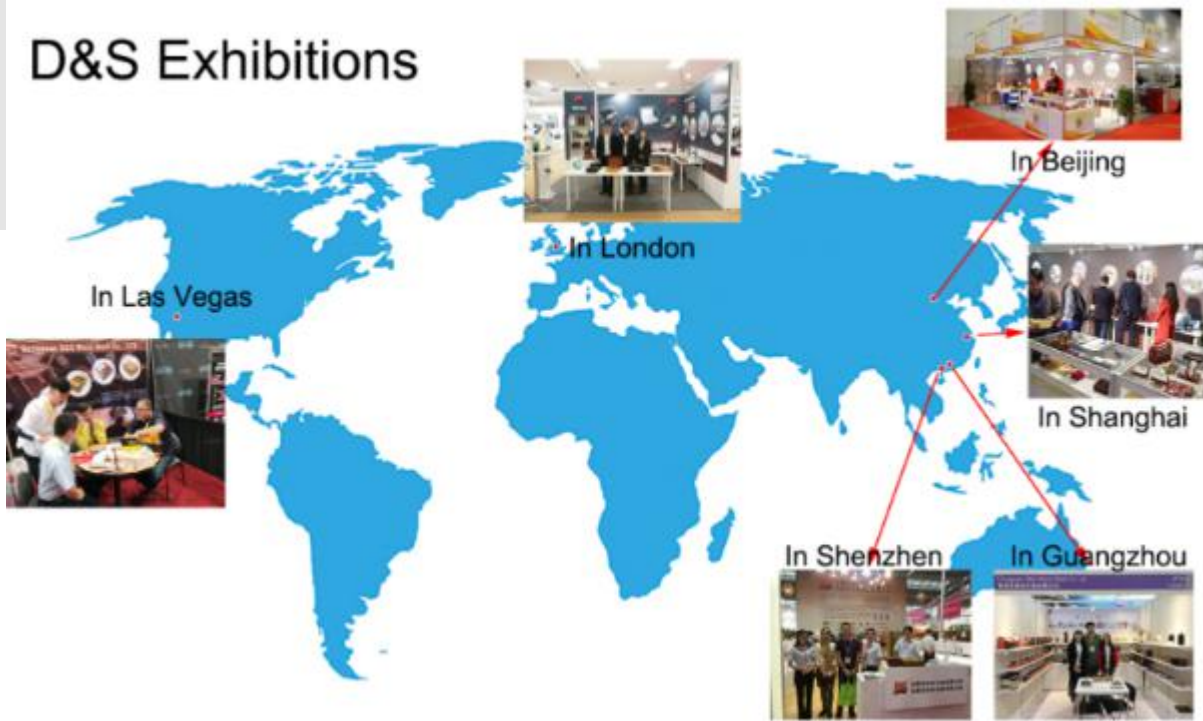 D&S Exhibitions
In Beijing
In London
In Las Vegas
In Shanghai
In Shenzhen
In Guangzhou